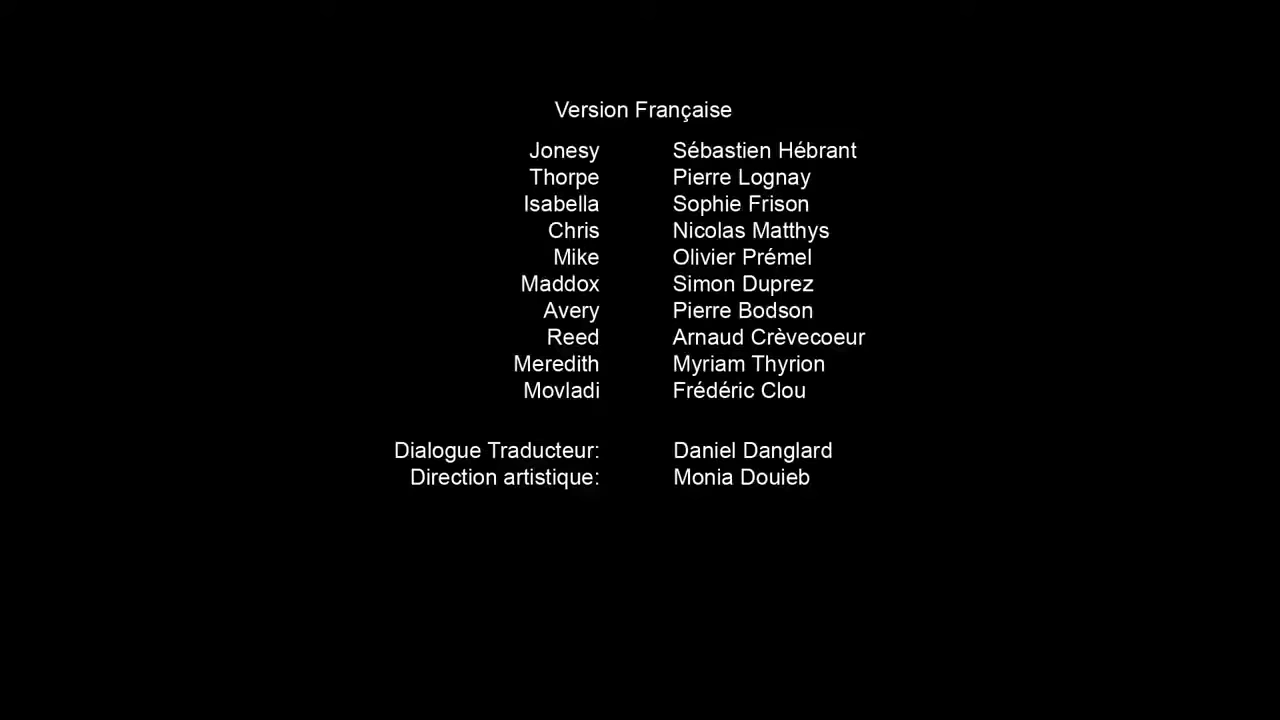 Version Française
Jonesy Sébastien Hébrant
Thorpe Pierre Lognay
Isabella Sophie Frison
Chris Nicolas Matthys
Mike Olivier Prémel
Maddox Simon Duprez
Avery Pierre Bodson
Reed Arnaud Crèvecoeur
Meredith Myriam Thyrion
Movladi Frédéric Clou
Dialogue Traducteur: Daniel Danglard
Direction artistique: Monia Douieb